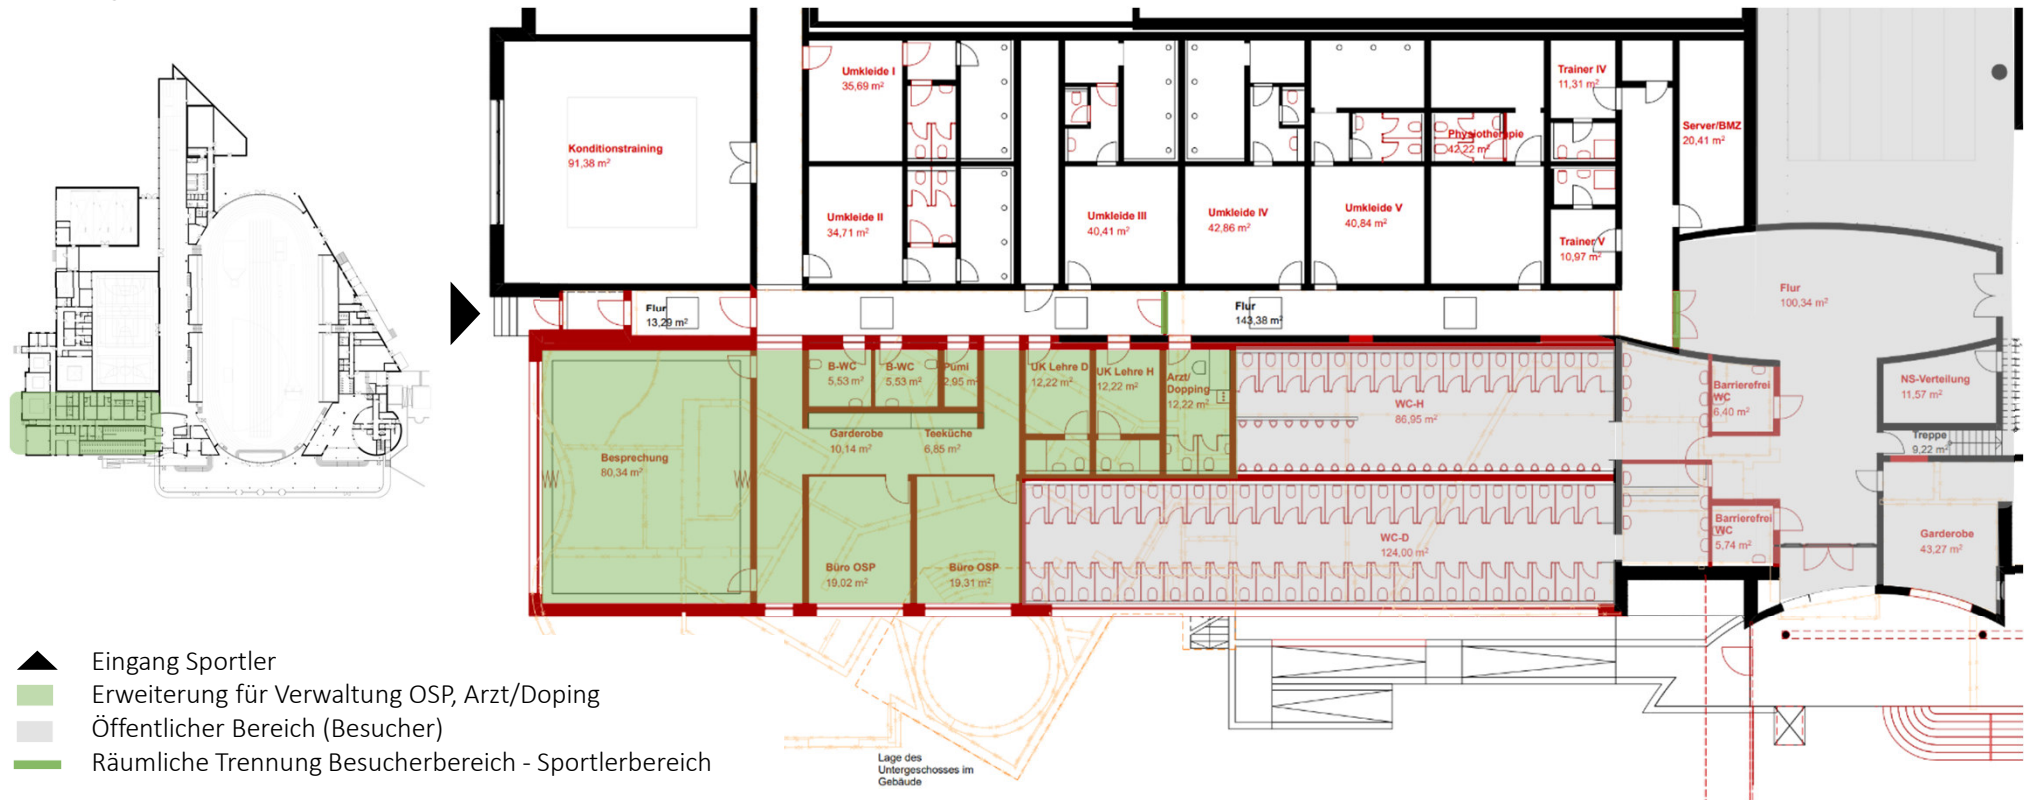 Umkleide I
35,69 m²
Trainer IV
11,31 m²
Konditionstraining
91,38 m²
Physiotherapie
42,22 m²
Server/BMZ
20,41 m²
Umkleide II
34,71 m²
Umkleide III
40,41 m²
Umkleide IV
42,86 m²
Umkleide V
40,84 m²
Trainer V
10,97 m²
Flur
13,29 m²
Flur
143,38 m²
Flur
100,34 m²
B-WC
5,53 m²
B-WC
5,53 m²
Pumi
2,95 m²
UK Lehre D
12,22 m²
UK Lehre H
12,22 m²
Arzt/
Dopping
12,22 m²
WC-H
86,95 m²
Barrierefrei
WC
6,40 m²
NS-Verteilung
11,57 m²
Garderobe
10,14 m²
Teeküche
6,85 m²
Treppe
9,22 m²
Besprechung
80,34 m²
WC-D
124,00 m²
Barrierefrei
WC
5,74 m²
Garderobe
43,27 m²
Büro OSP
19,02 m²
Büro OSP
19,31 m²
Eingang Sportler
Erweiterung für Verwaltung OSP, Arzt/Doping
Öffentlicher Bereich (Besucher)
Räumliche Trennung Besucherbereich - Sportlerbereich
Lage des
Untergeschosses im
Gebäude